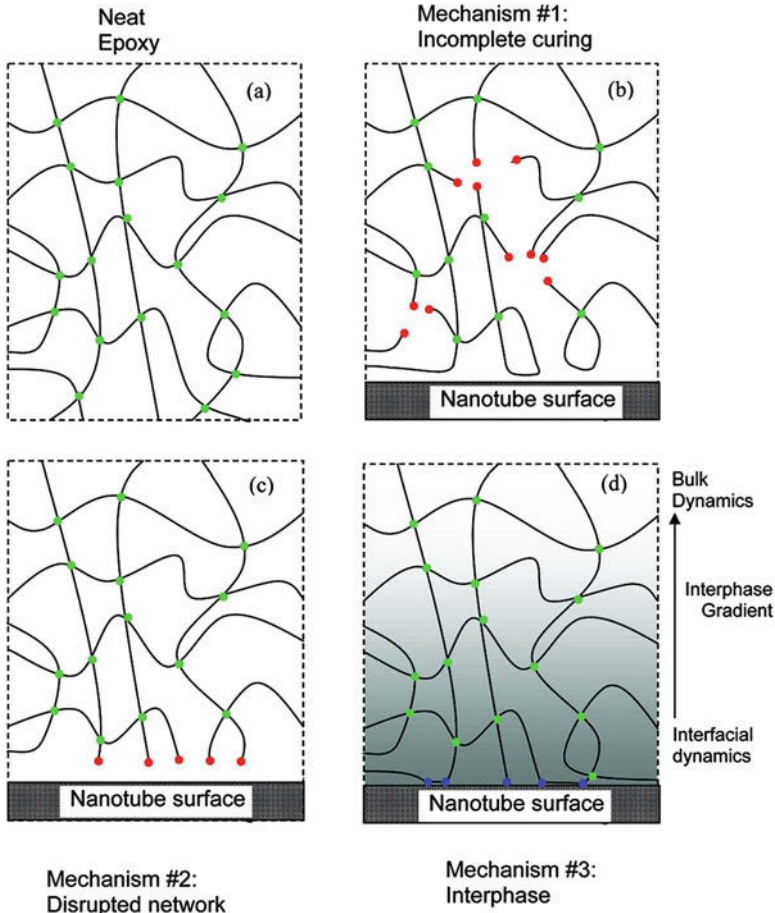 Neat
Epoxy
Mechanism #1:
Incomplete curing
(a)
(b)
Nanotube surface
(c)
(d)
Bulk
Dynamics
Interphase
Gradient
Interfacial
dynamics
Nanotube surface
Nanotube surface
Mechanism #2:
Disrupted network
Mechanism #3:
Interphase